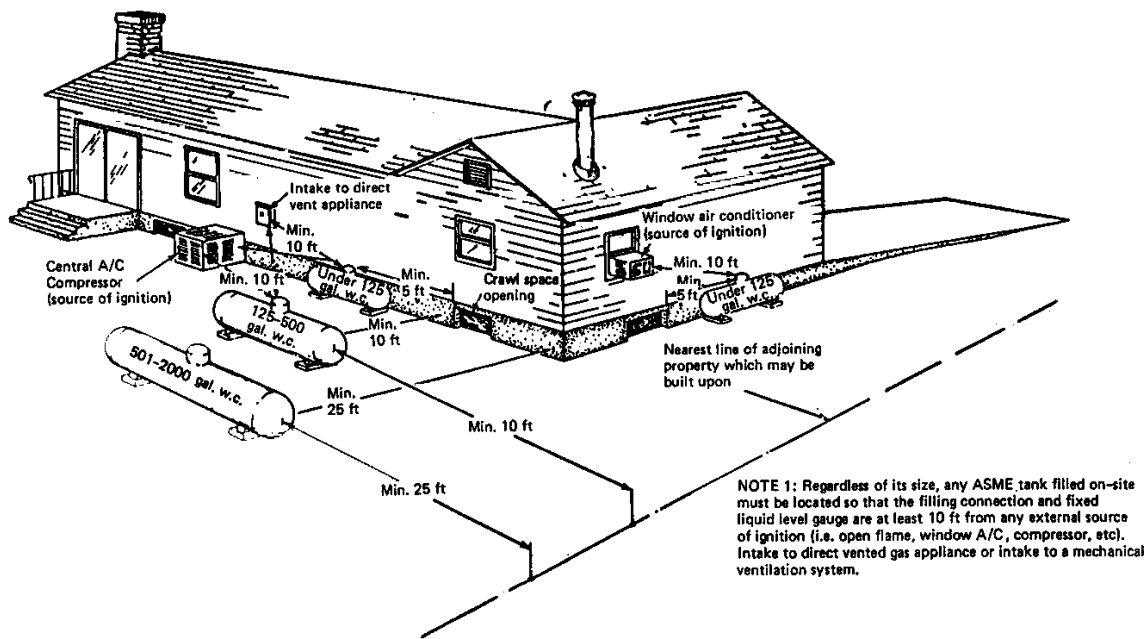 Intake to direct
vent appliance
Min.
10 ft
Window air conditioner
(source of ignition)
Central A/C
Compressor
(source of ignition)
Min. 10 ft
Under 125
gal. w.c.
Min.
5 ft
Crawl space
opening
Min. 10 ft
Min.
5 ft
Under 125
gal. w.c.
125-500
gal. w.c.
Min.
10 ft
501-2000 gal. w.c.
Min.
25 ft
Nearest line of adjoining
property which may be
built upon
Min. 10 ft
Min. 25 ft
NOTE 1: Regardless of its size, any ASME tank filled on-site
must be located so that the filling connection and fixed
liquid level gauge are at least 10 ft from any external source
of ignition (i.e. open flame, window A/C, compressor, etc).
Intake to direct vented gas appliance or intake to a mechanical
ventilation system.